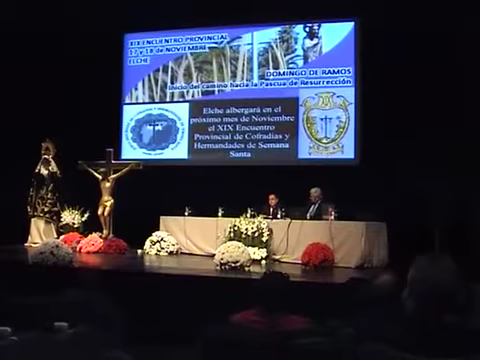 XIX ENCUENTRO PROVINCIAL
17 y 18 de NOVIEMBRE
ELCHE
DOMINGO DE RAMOS
Inicio del camino hacia la Pascua de Resurrección
Elche albergará en el
próximo mes de Noviembre
el XIX Encuentro
Provincial de Cofradías y
Hermandades de Semana
Santa